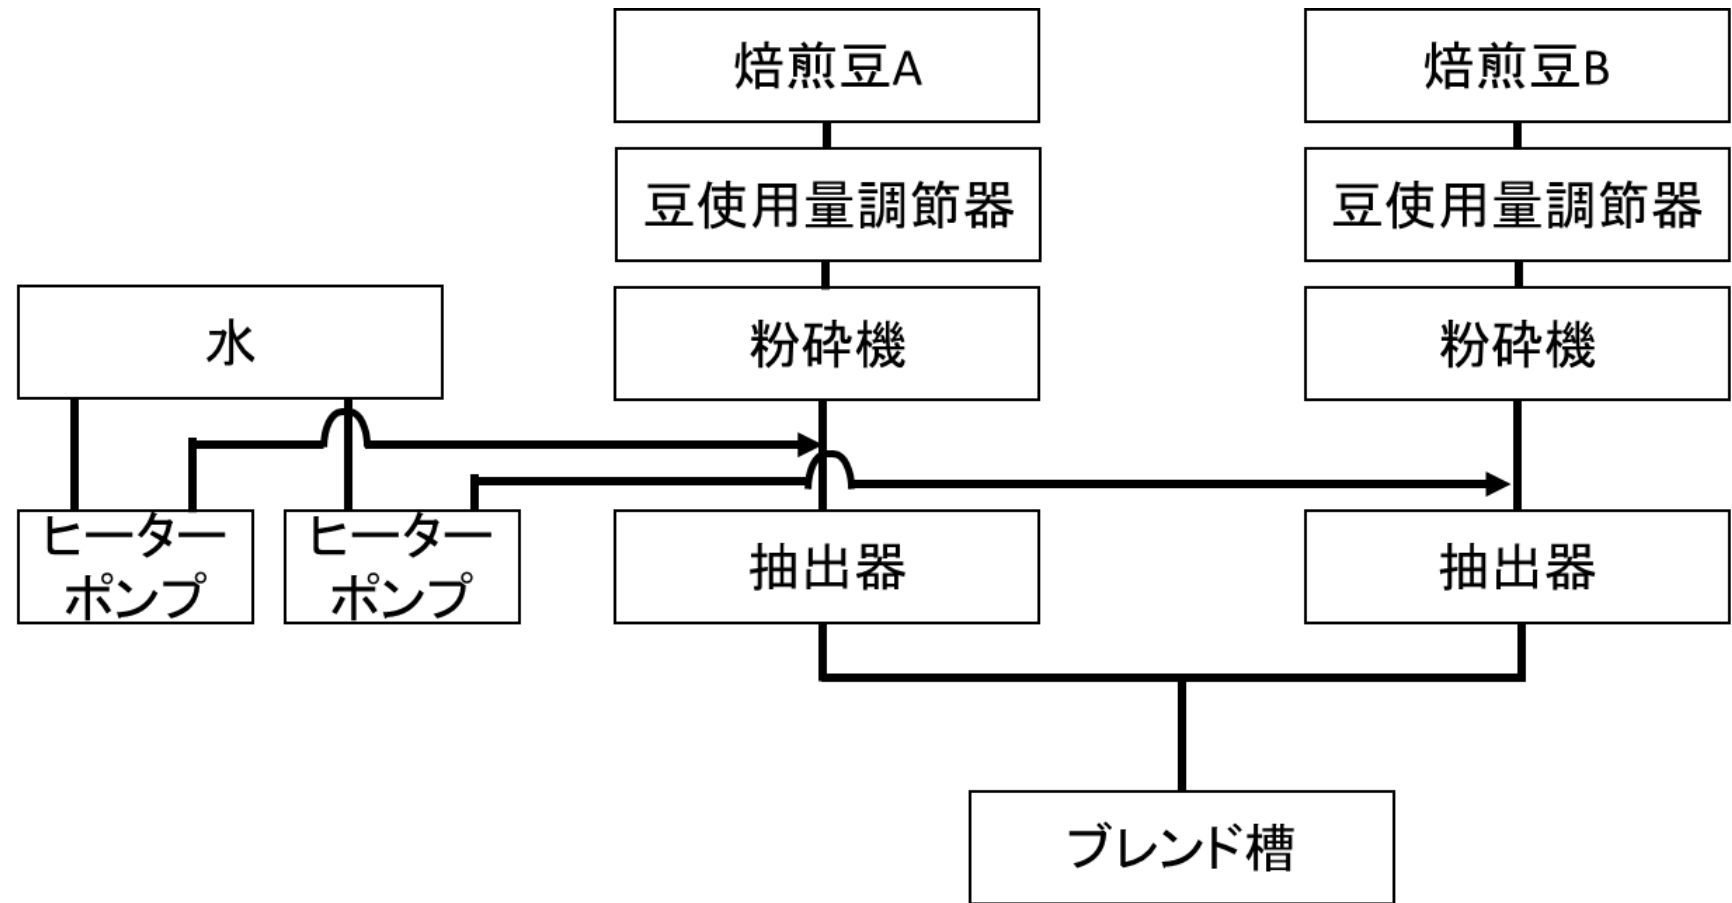 焙煎豆A
焙煎豆B
豆使用量調節器
豆使用量調節器
水
粉砕機
粉砕機
ヒーター
ポンプ
ヒーター
ポンプ
抽出器
抽出器
ブレンド槽